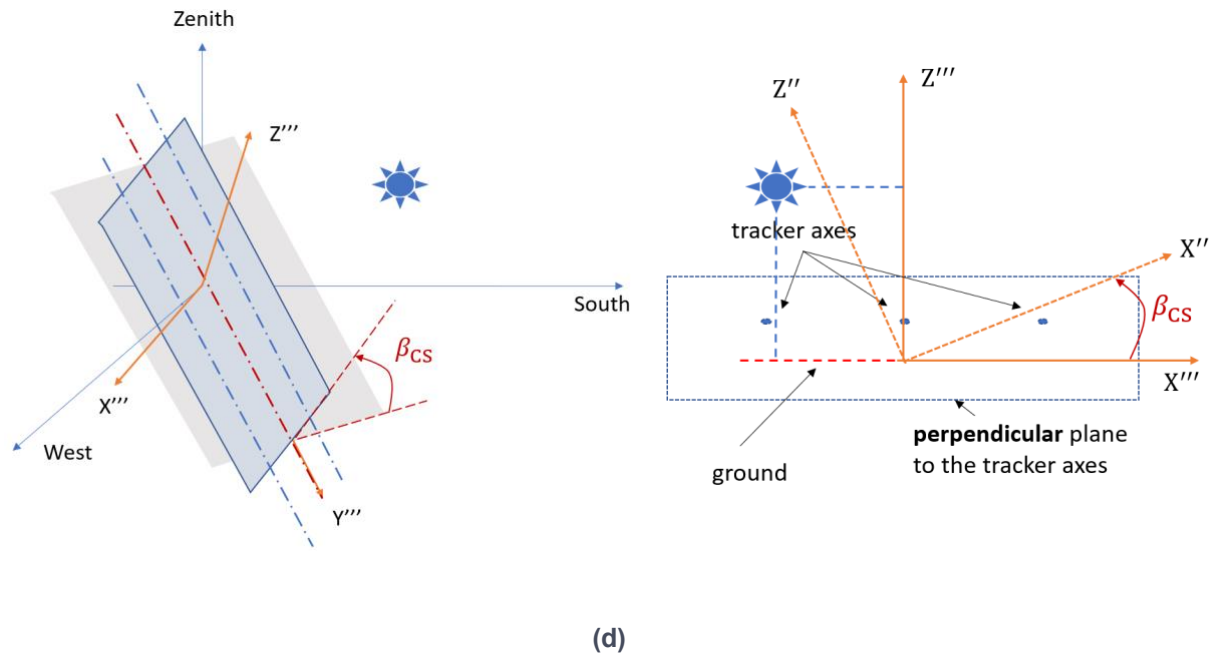 Zenith
Z′′′
South
β_CS
X′′′
West
Y′′′
Z′′
Z′′′
tracker axes
X′′
β_CS
X′′′
perpendicular plane
to the tracker axes
ground
(d)